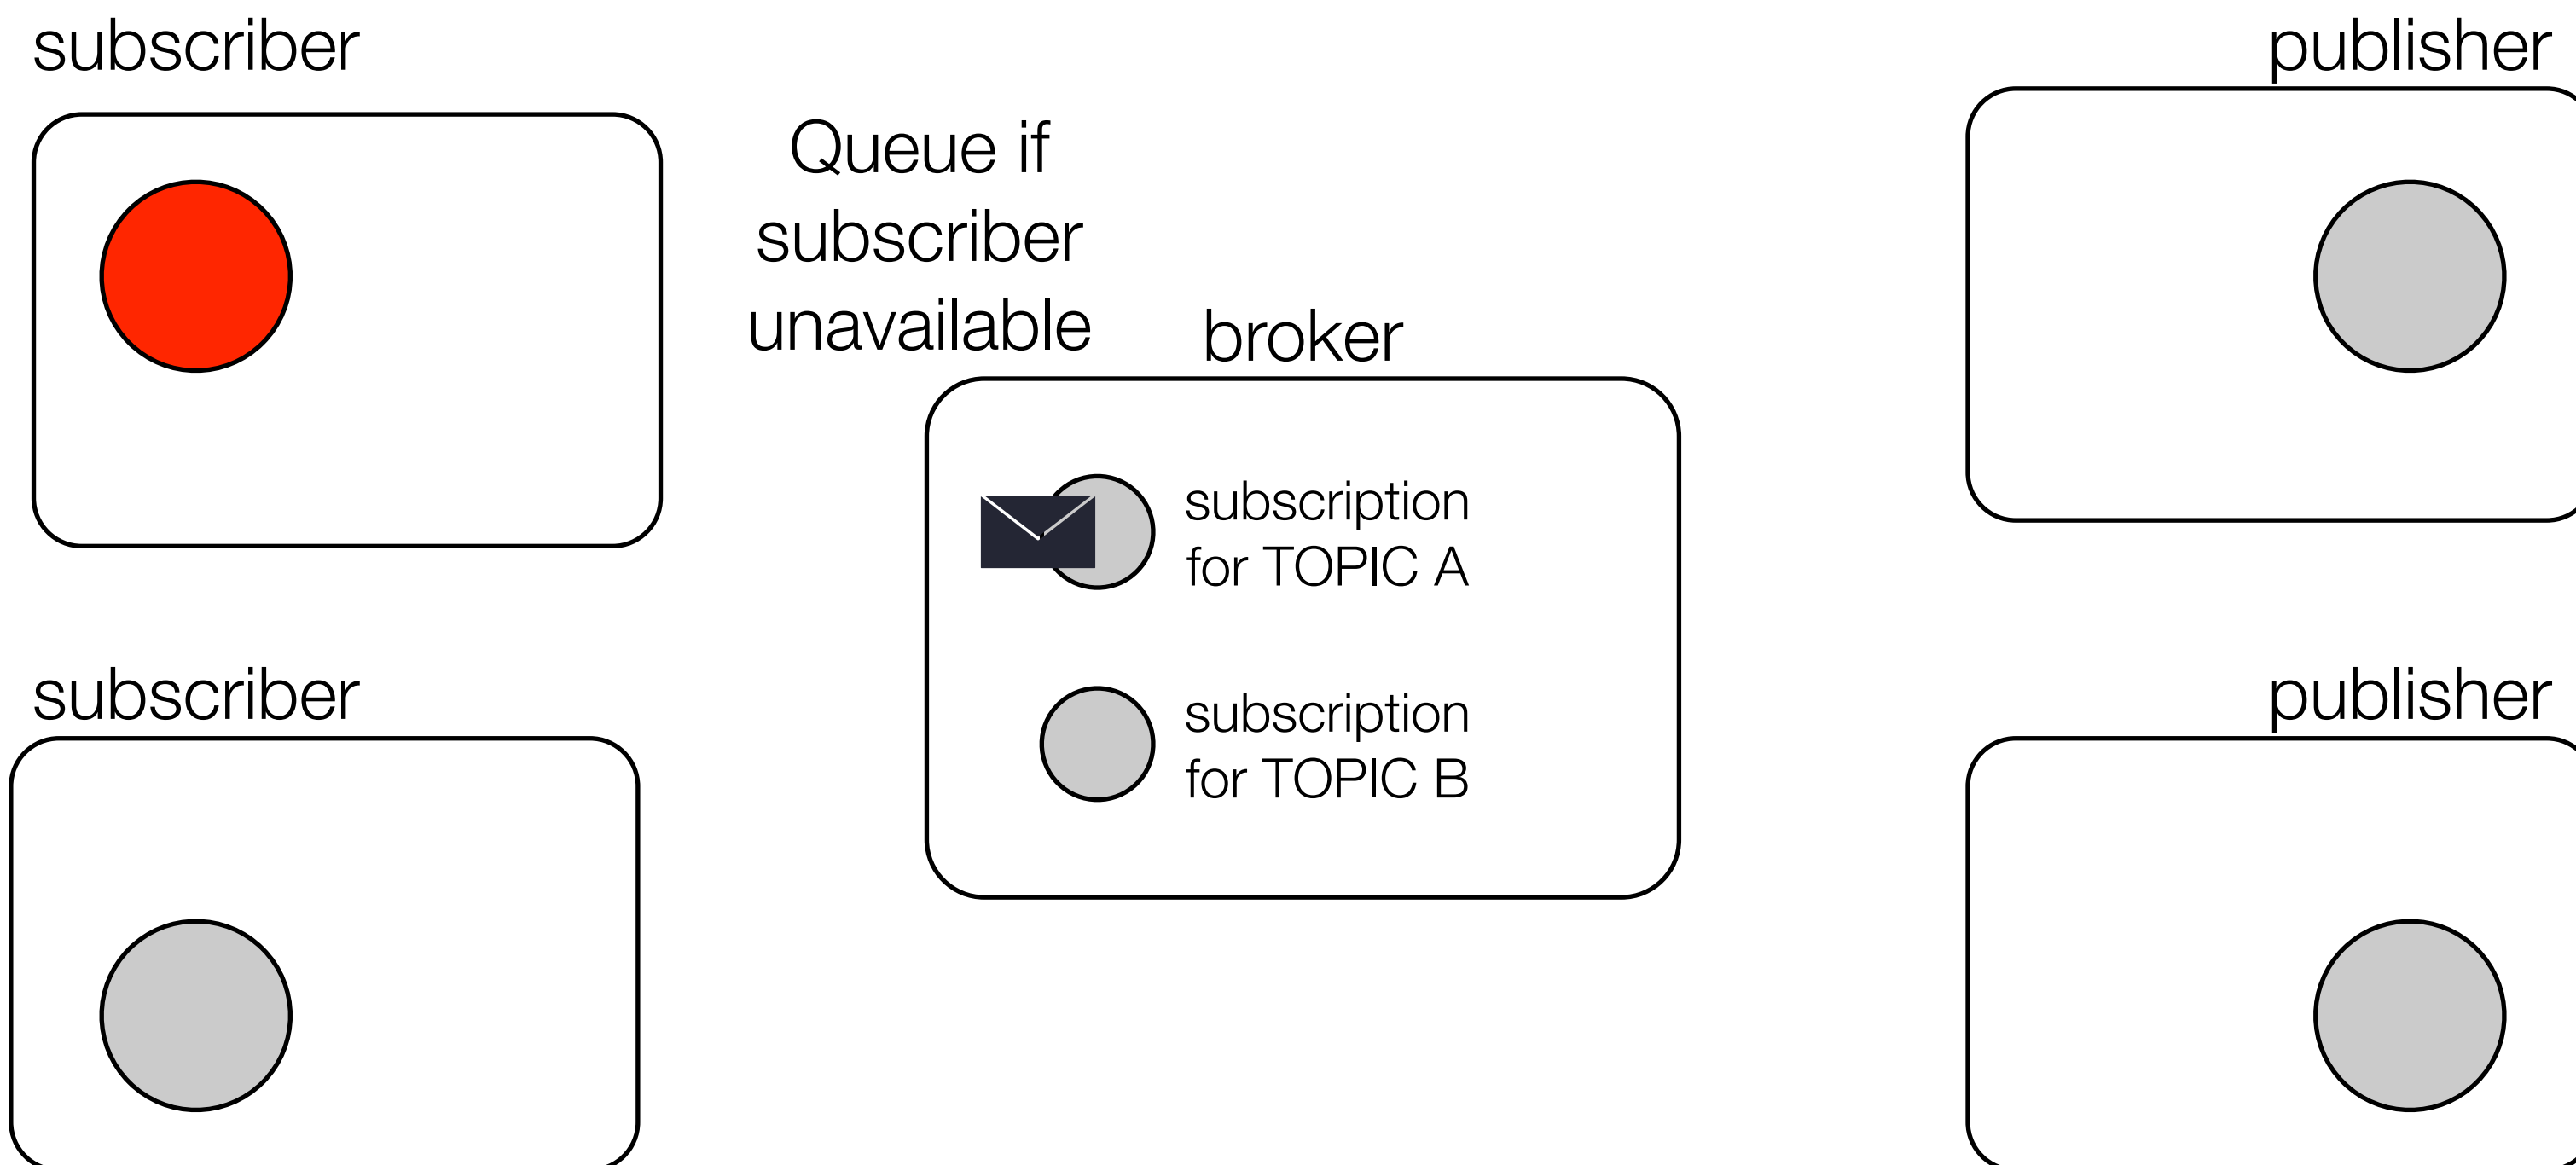 subscriber
publisher
Queue if
subscriber
unavailable
broker
subscription
for TOPIC A
subscription
for TOPIC B
subscriber
publisher